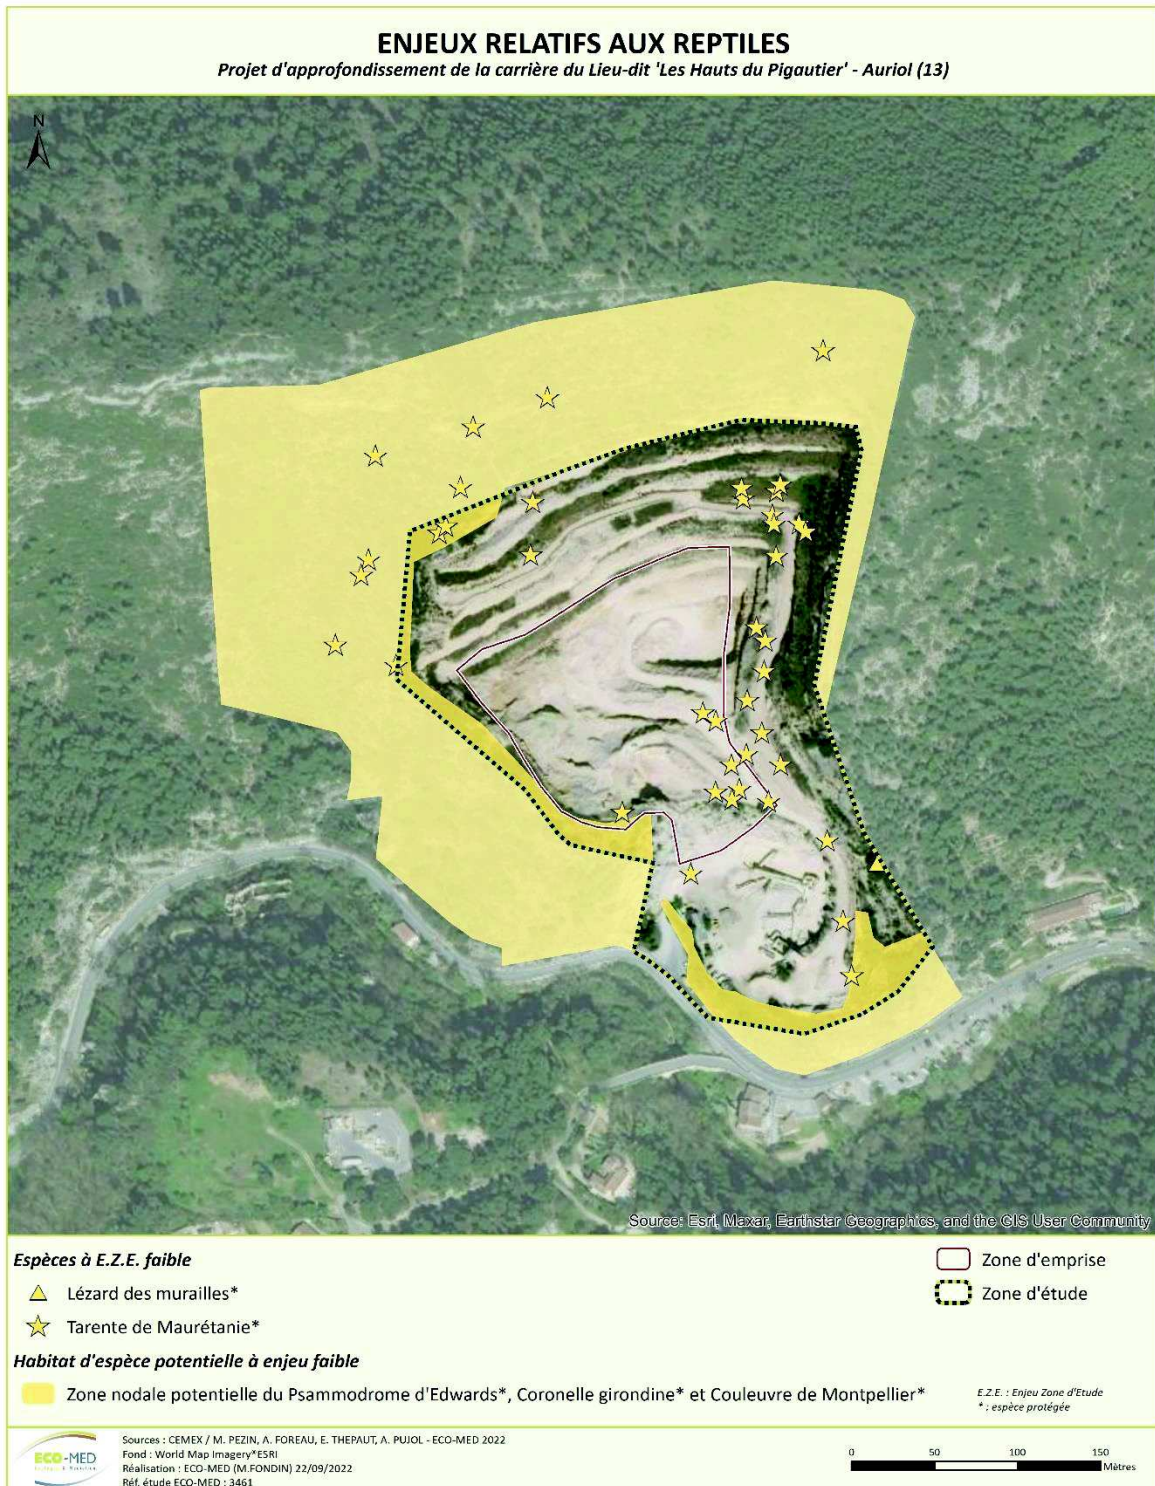 ENJEUX RELATIFS AUX REPTILES
Projet d'approfondissement de la carrière du Lieu-dit 'Les Hauts du Pigautier' - Auriol (13)
N
Source: Esri, Maxar, Earthstar Geographics, and the GIS User Community
Espèces à E.Z.E. faible
Lézard des murailles*
Tarente de Maurétanie*
Habitat d'espèce potentielle à enjeu faible
Zone nodale potentielle du Psammodrome d'Edwards*, Coronelle girondine* et Couleuvre de Montpellier*
Zone d'emprise
Zone d'étude
E.Z.E. : Enjeu Zone d'Etude
* : espèce protégée
ECO-MED
Sources : CEMEX / M. PEZIN, A. FOREAU, E. THEPAUT, A. PUJOL - ECO-MED 2022
Fond : World Map Imagery*ESRI
Réalisation : ECO-MED (M.FONDIN) 22/09/2022
Réf. étude ECO-MED : 3461
0 50 100 150
Mètres